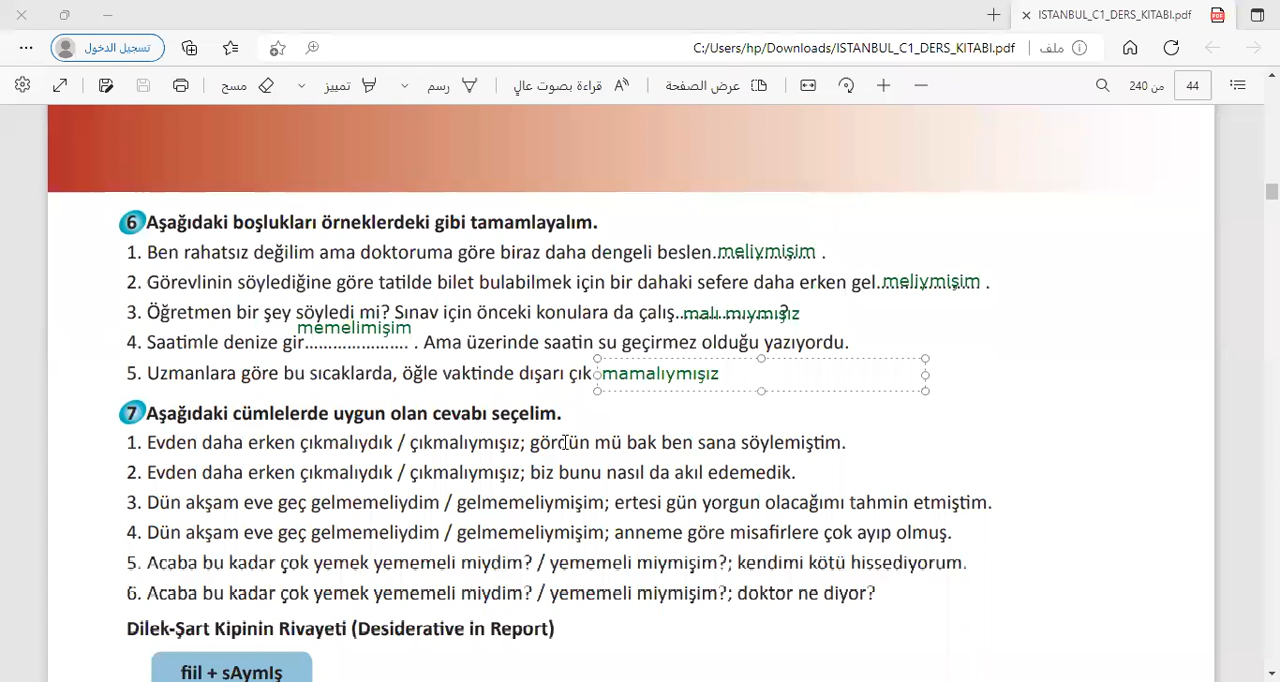 ISTANBUL_C1_DERS_KITABI.pdf
تسجيل الدخول
ملف | C:/Users/hp/Downloads/ISTANBUL_C1_DERS_KITABI.pdf
44 من 240
عرض الصفحة | قراءة بصوت عالٍ | رسم | تمييز | مسح
6 Aşağıdaki boşlukları örneklerdeki gibi tamamlayalım.
1. Ben rahatsız değilim ama doktoruma göre biraz daha dengeli beslen..meliymişim .
2. Görevlinin söylediğine göre tatilde bilet bulabilmek için bir dahaki sefere daha erken gel..meliymişim .
3. Öğretmen bir şey söyledi mi? Sınav için önceki konulara da çalış..malı mıymışız?
memelimişim
4. Saatimle denize gir...................... . Ama üzerinde saatin su geçirmez olduğu yazıyordu.
5. Uzmanlara göre bu sıcaklarda, öğle vaktinde dışarı çık mamalıymışız
7 Aşağıdaki cümlelerde uygun olan cevabı seçelim.
1. Evden daha erken çıkmalıydık / çıkmalıymışız; gördün mü bak ben sana söylemiştim.
2. Evden daha erken çıkmalıydık / çıkmalıymışız; biz bunu nasıl da akıl edemedik.
3. Dün akşam eve geç gelmemeliydim / gelmemeliymişim; ertesi gün yorgun olacağımı tahmin etmiştim.
4. Dün akşam eve geç gelmemeliydim / gelmemeliymişim; anneme göre misafirlere çok ayıp olmuş.
5. Acaba bu kadar çok yemek yememeli miydim? / yememeli miymişim?; kendimi kötü hissediyorum.
6. Acaba bu kadar çok yemek yememeli miydim? / yememeli miymişim?; doktor ne diyor?
Dilek-Şart Kipinin Rivayeti (Desiderative in Report)
fiil + sAymIş